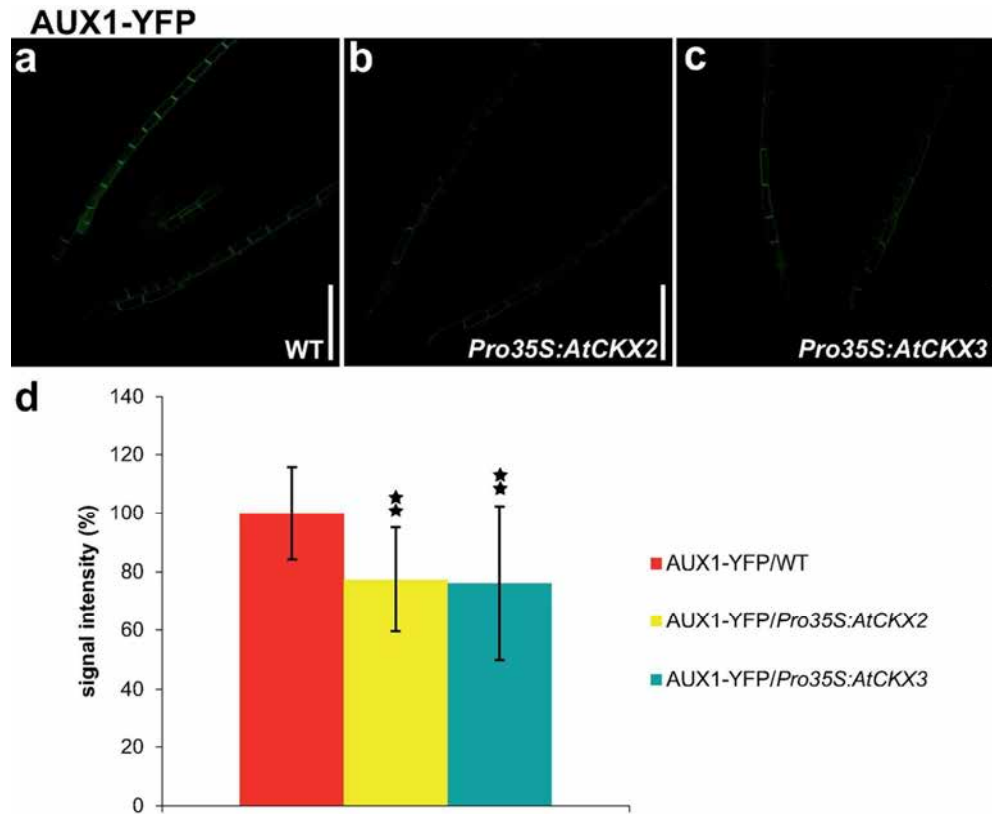 AUX1-YFP
a
b
c
WT
Pro35S:AtCKX2
Pro35S:AtCKX3
d
140
120
100
80
60
40
20
0
signal intensity (%)
AUX1-YFP/WT
AUX1-YFP/Pro35S:AtCKX2
AUX1-YFP/Pro35S:AtCKX3